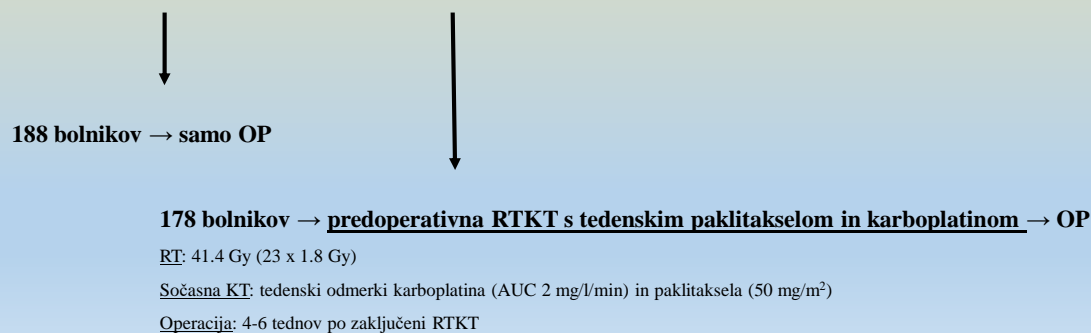 188 bolnikov → samo OP
178 bolnikov → predoperativna RTKT s tedenskim paklitakselom in karboplatinom → OP
RT: 41.4 Gy (23 x 1.8 Gy)
Sočasna KT: tedenski odmerki karboplatina (AUC 2 mg/l/min) in paklitaksela (50 mg/m²)
Operacija: 4-6 tednov po zaključeni RTKT